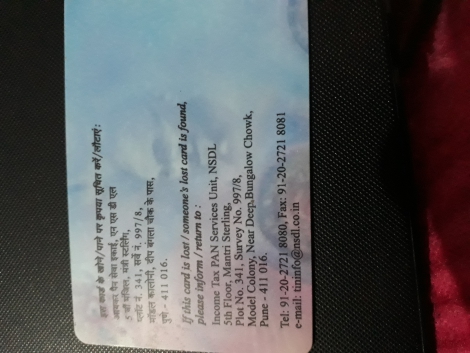 इस कार्ड के खोने/पाने पर कृपया सूचित करें/लौटाएं:
आयकर पैन सेवा इकाई, एन एस डी एल
5 वीं मंजिल, मंत्री स्टर्लिंग,
प्लॉट नं. 341, सर्वे नं. 997/8,
मॉडल कालोनी, दीप बंगला चौक के पास,
पुणे - 411 016.
If this card is lost / someone's lost card is found,
please inform / return to :
Income Tax PAN Services Unit, NSDL
5th Floor, Mantri Sterling,
Plot No. 341, Survey No. 997/8,
Model Colony, Near Deep Bungalow Chowk,
Pune - 411 016.
Tel: 91-20-2721 8080, Fax: 91-20-2721 8081
e-mail: tininfo@nsdl.co.in